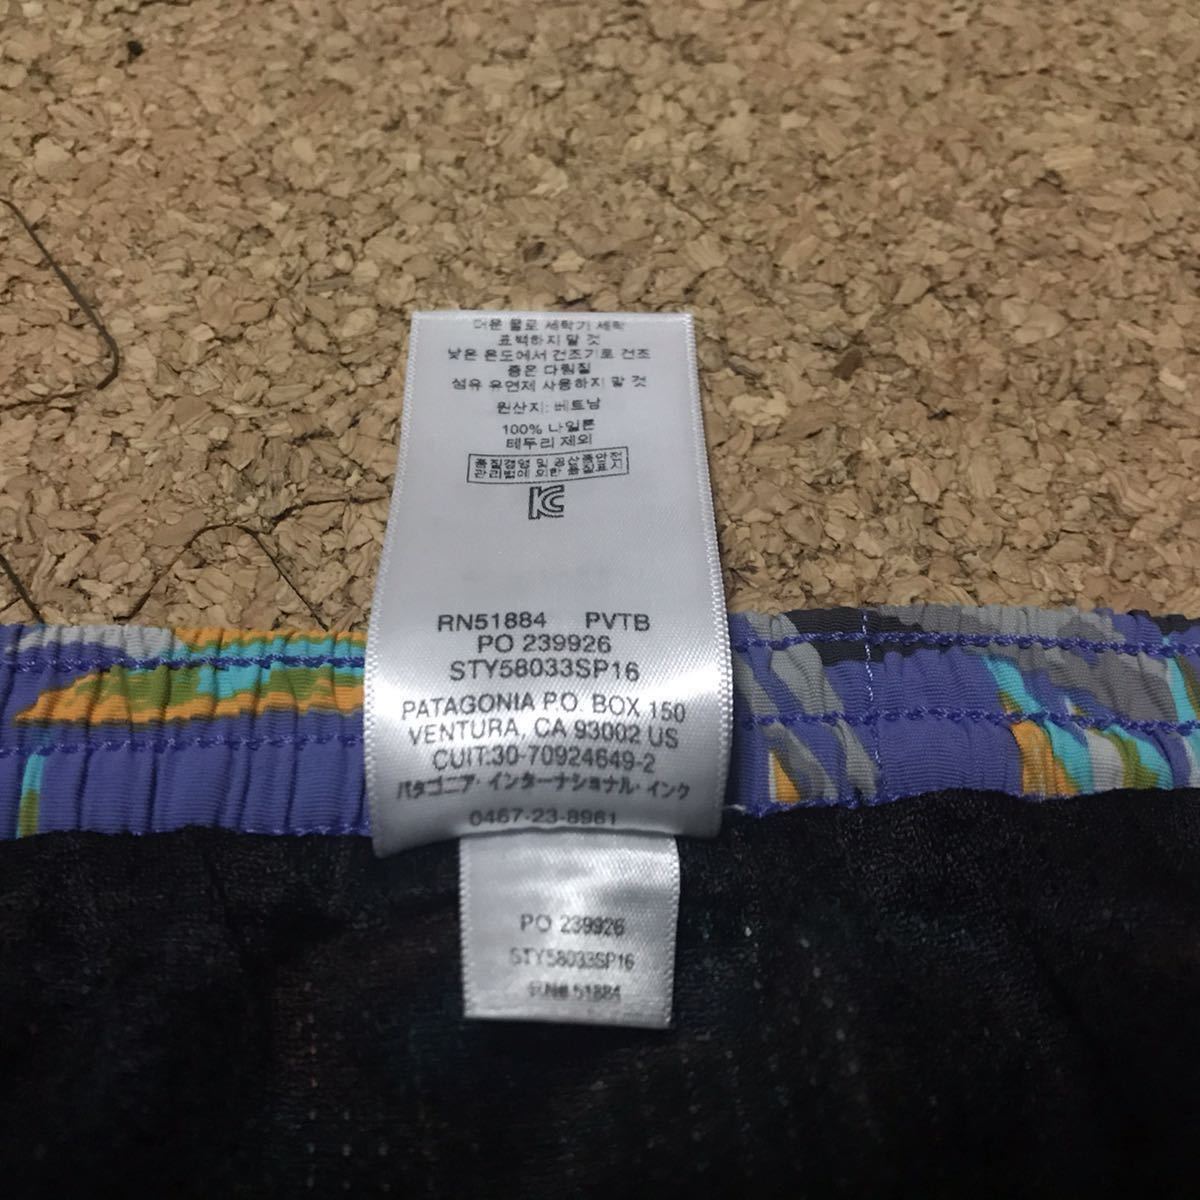 더운 물로 세탁기 세탁
표백하지 말 것
낮은 온도에서 건조기로 건조
좋은 다림질
섬유 유연제 사용하지 말 것
원산지: 베트남
100% 나일론
테두리 제외
품질경영 및 공산품안전
관리법에 의한 품질표시
KC
RN51884 PVTB
PO 239926
STY58033SP16
PATAGONIA P.O. BOX 150
VENTURA, CA 93002 US
CUIT:30-70924649-2
パタゴニア・インターナショナル・インク
0467-23-8961
PO 239926
STY58033SP16
RN# 51884